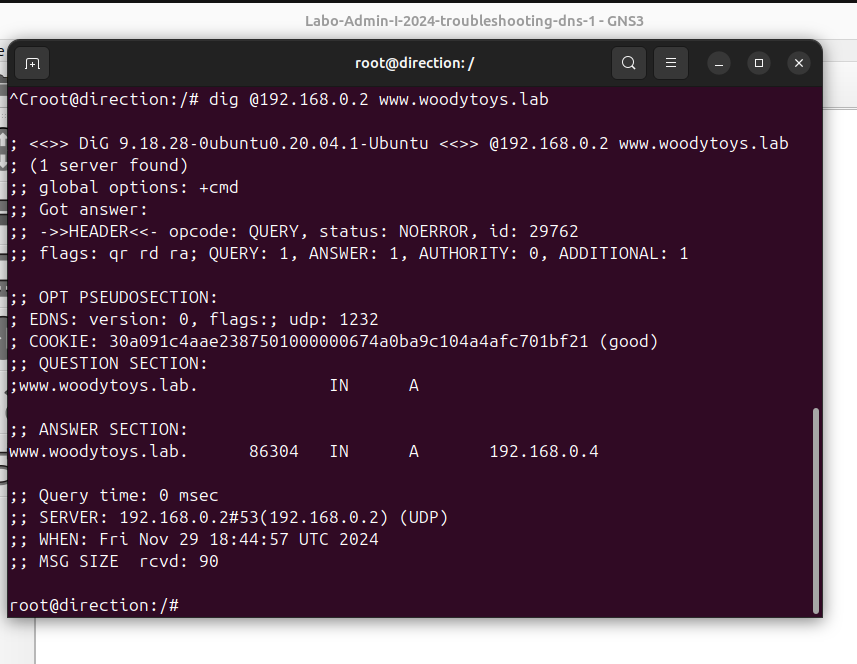 Labo-Admin-I-2024-troubleshooting-dns-1 - GNS3
root@direction: /
^Croot@direction:/# dig @192.168.0.2 www.woodytoys.lab
; <<>> DiG 9.18.28-0ubuntu0.20.04.1-Ubuntu <<>> @192.168.0.2 www.woodytoys.lab
; (1 server found)
;; global options: +cmd
;; Got answer:
;; ->>HEADER<<- opcode: QUERY, status: NOERROR, id: 29762
;; flags: qr rd ra; QUERY: 1, ANSWER: 1, AUTHORITY: 0, ADDITIONAL: 1
;; OPT PSEUDOSECTION:
; EDNS: version: 0, flags:; udp: 1232
; COOKIE: 30a091c4aae2387501000000674a0ba9c104a4afc701bf21 (good)
;; QUESTION SECTION:
;www.woodytoys.lab. IN A
;; ANSWER SECTION:
www.woodytoys.lab. 86304 IN A 192.168.0.4
;; Query time: 0 msec
;; SERVER: 192.168.0.2#53(192.168.0.2) (UDP)
;; WHEN: Fri Nov 29 18:44:57 UTC 2024
;; MSG SIZE rcvd: 90
root@direction:/#